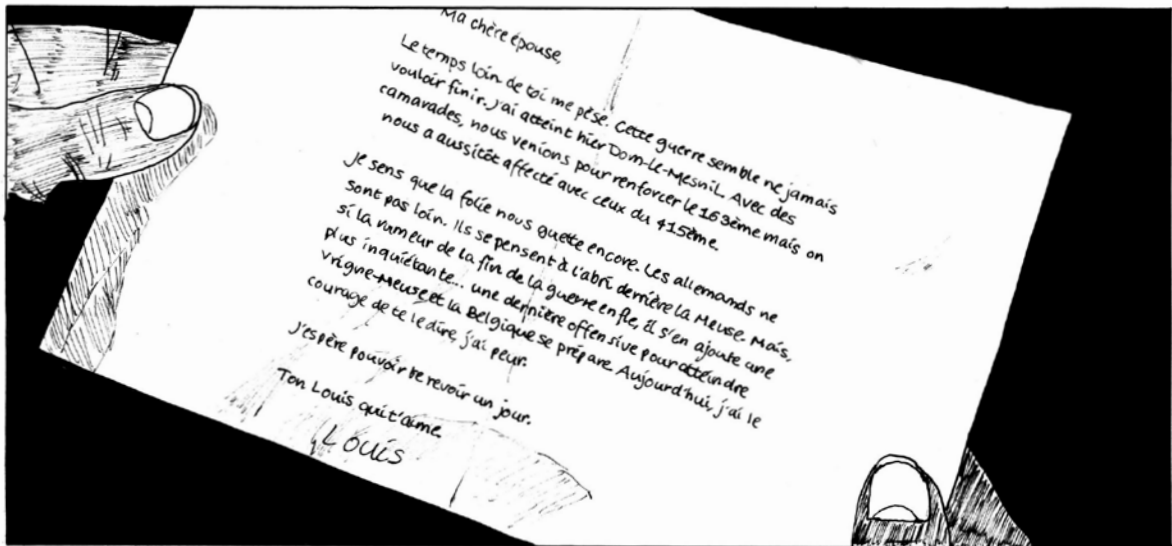 Ma chère épouse,
Le temps loin de toi me pèse. Cette guerre semble ne jamais
vouloir finir. J'ai atteint hier Dom-Le-Mesnil. Avec des
camarades, nous venions pour renforcer le 163ème mais on
nous a aussitôt affecté avec ceux du 415ème.
Je sens que la folie nous guette encore. Les allemands ne
sont pas loin. Ils se pensent à l'abri derrière la Meuse. Mais,
si la rumeur de la fin de la guerre enfle, il s'en ajoute une
plus inquiétante... une dernière offensive pour atteindre
Vrigne-Meuse et la Belgique se prépare. Aujourd'hui, j'ai le
courage de te le dire, j'ai peur.
J'espère pouvoir te revoir un jour.
Ton Louis qui t'aime.
Louis